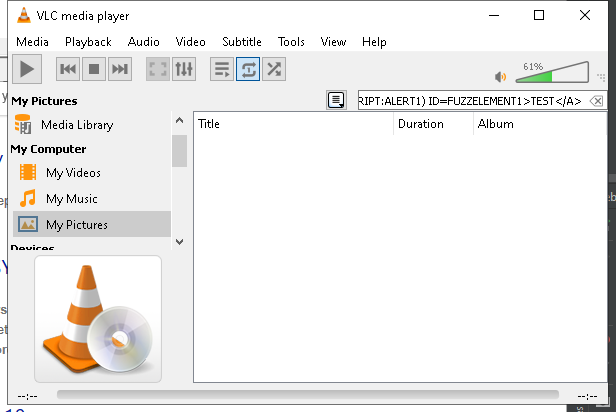 VLC media player
Media Playback Audio Video Subtitle Tools View Help
61%
My Pictures
RIPT:ALERT1) ID=FUZZELEMENT1>TEST</A>
Media Library
Title Duration Album
My Computer
My Videos
My Music
My Pictures
Devices
--:-- --:--